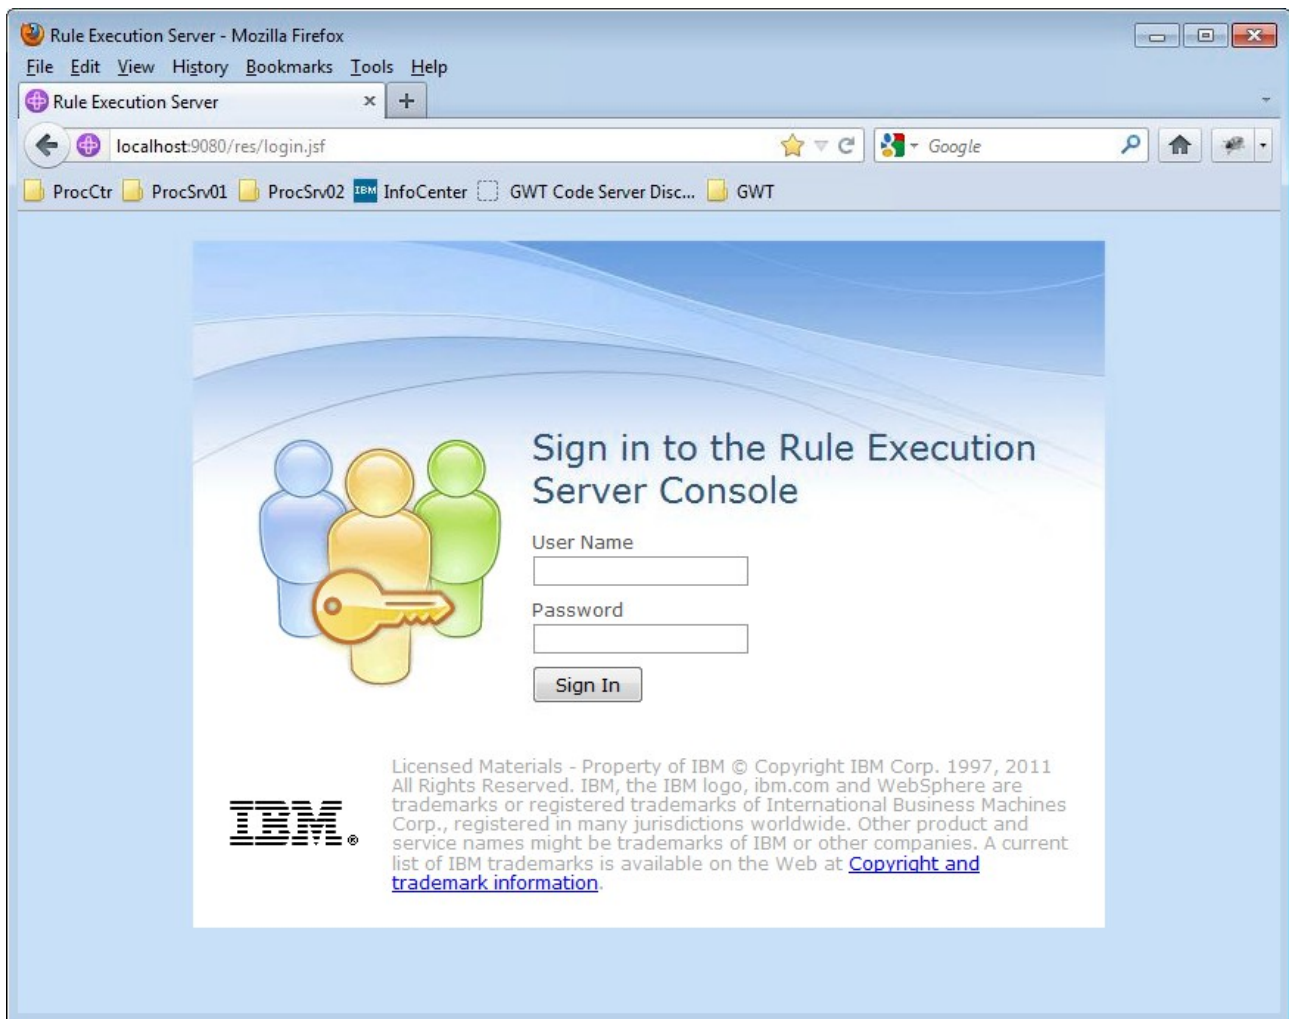 Rule Execution Server - Mozilla Firefox
File Edit View History Bookmarks Tools Help
Rule Execution Server
localhost:9080/res/login.jsf
Google
ProcCtr ProcSrv01 ProcSrv02 IBM InfoCenter GWT Code Server Disc... GWT
Sign in to the Rule Execution
Server Console
User Name
Password
Sign In
Licensed Materials - Property of IBM © Copyright IBM Corp. 1997, 2011
All Rights Reserved. IBM, the IBM logo, ibm.com and WebSphere are
trademarks or registered trademarks of International Business Machines
Corp., registered in many jurisdictions worldwide. Other product and
service names might be trademarks of IBM or other companies. A current
list of IBM trademarks is available on the Web at Copyright and
trademark information.
IBM®